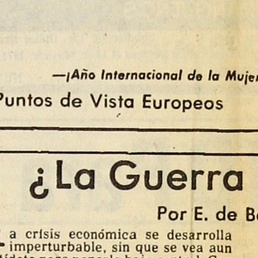 —¡Año Internacional de la Mujer
Puntos de Vista Europeos
¿La Guerra
Por E. de
a crísis económica se desarrolla
imperturbable, sin que se vea aun